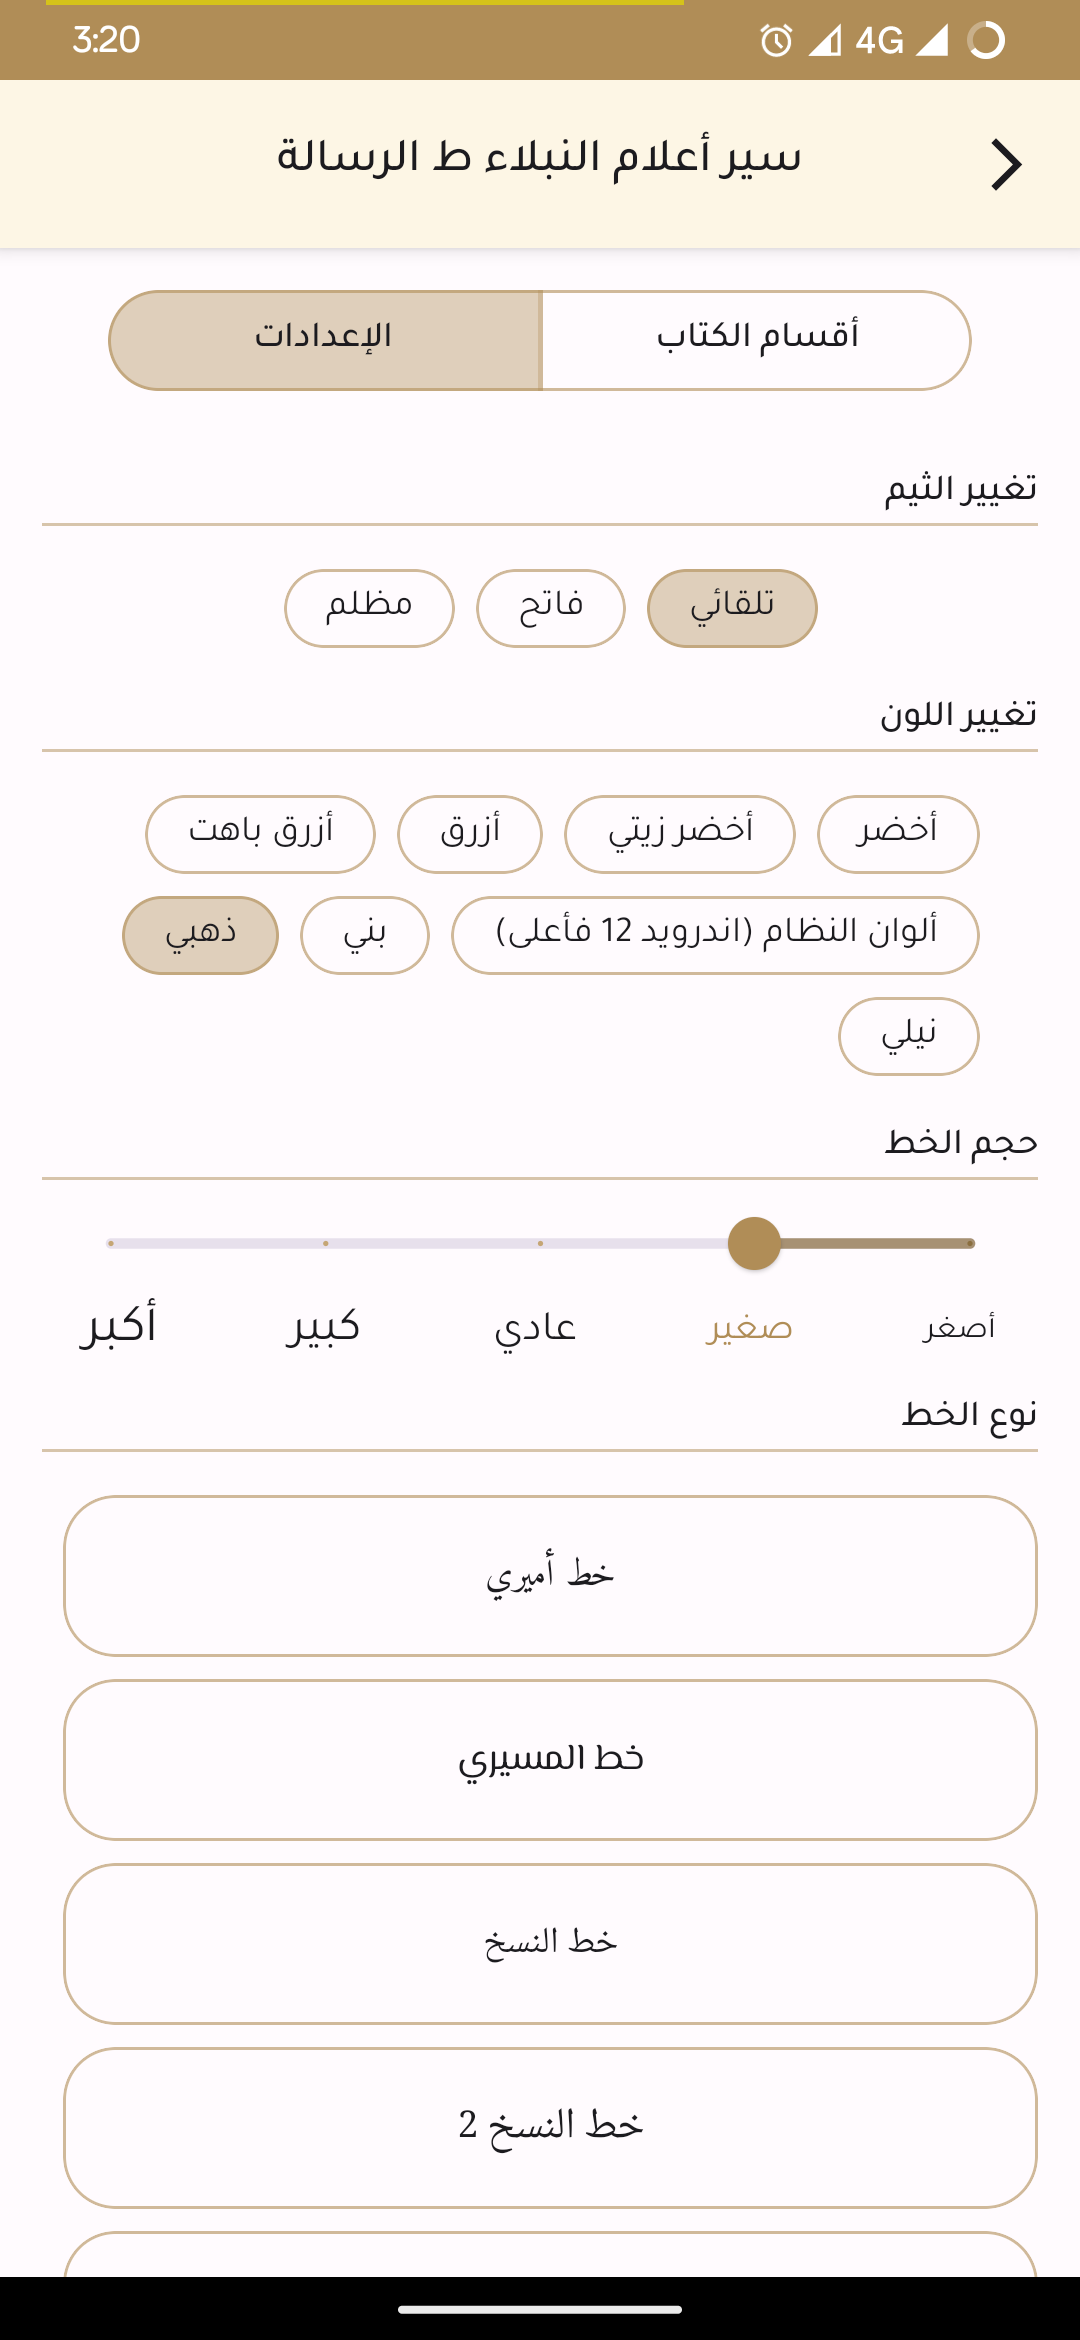 3:20 4G
سير أعلام النبلاء ط الرسالة
أقسام الكتاب الإعدادات
تغيير الثيم
تلقائي فاتح مظلم
تغيير اللون
أخضر أخضر زيتي أزرق أزرق باهت
ألوان النظام (اندرويد 12 فأعلى) بني ذهبي
نيلي
حجم الخط
أصغر صغير عادي كبير أكبر
نوع الخط
خط أميري
خط المسيري
خط النسخ
خط النسخ 2